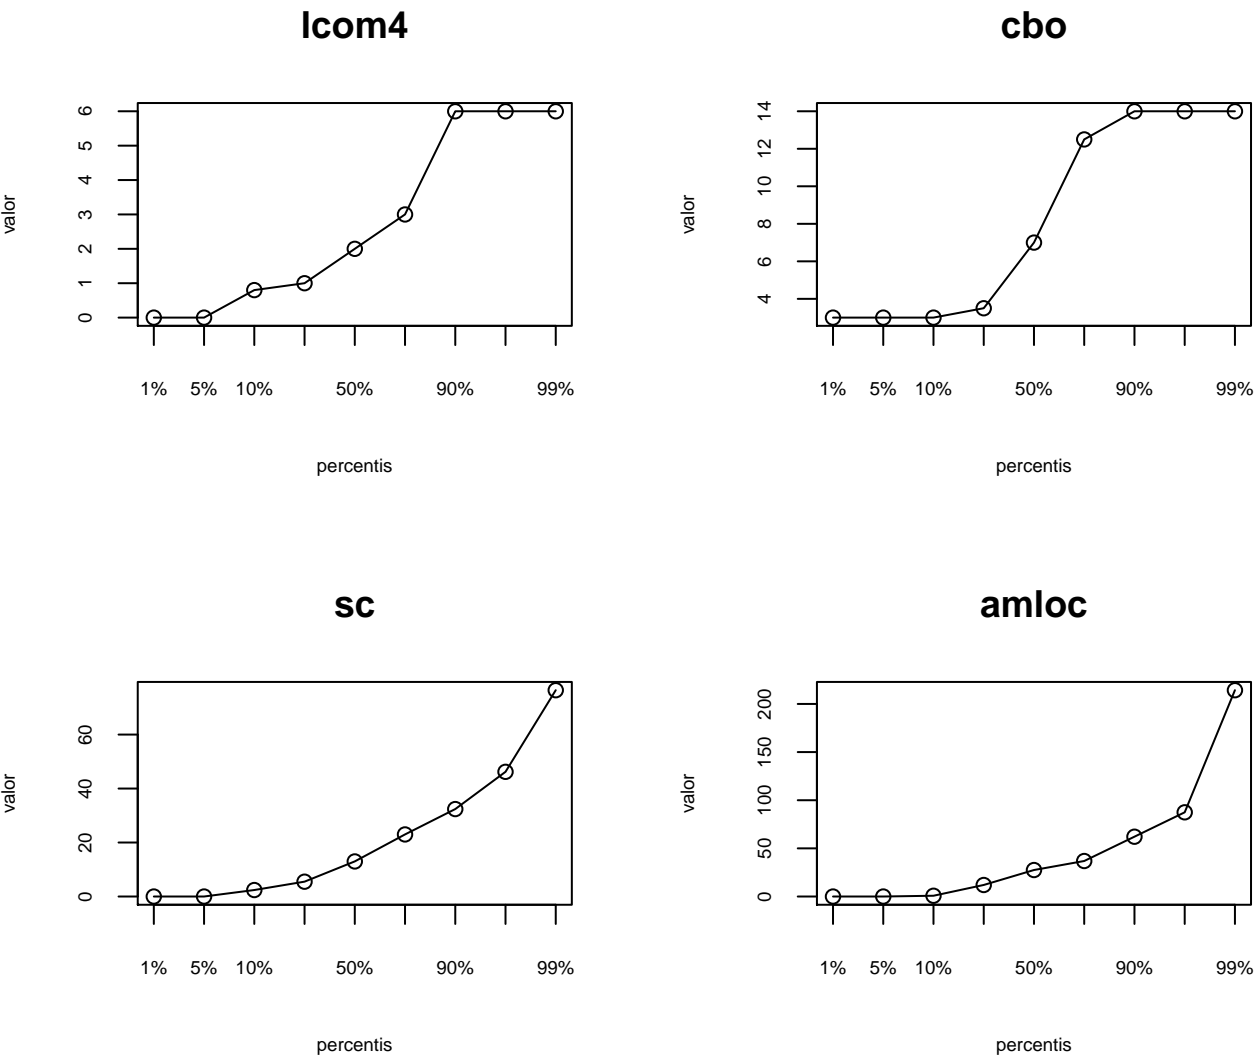 lcom4
valor
0 1 2 3 4 5 6
1% 5% 10% 50% 90% 99%
percentis
cbo
valor
4 6 8 10 12 14
1% 5% 10% 50% 90% 99%
percentis
sc
valor
0 20 40 60
1% 5% 10% 50% 90% 99%
percentis
amloc
valor
0 50 100 150 200
1% 5% 10% 50% 90% 99%
percentis